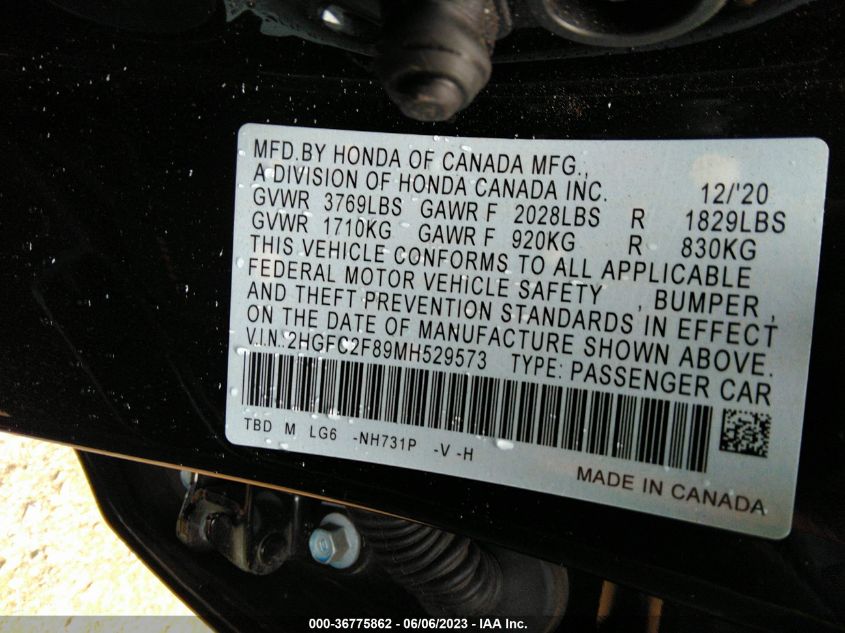 MFD.BY HONDA OF CANADA MFG.,
A DIVISION OF HONDA CANADA INC. 12/'20
GVWR 3769LBS GAWR F 2028LBS R 1829LBS
GVWR 1710KG GAWR F 920KG R 830KG
THIS VEHICLE CONFORMS TO ALL APPLICABLE
FEDERAL MOTOR VEHICLE SAFETY , BUMPER ,
AND THEFT PREVENTION STANDARDS IN EFFECT
ON THE DATE OF MANUFACTURE SHOWN ABOVE.
V.I.N.:2HGFC2F89MH529573 TYPE: PASSENGER CAR
TBD M LG6 -NH731P -V -H
MADE IN CANADA
000-36775862 - 06/06/2023 - IAA Inc.